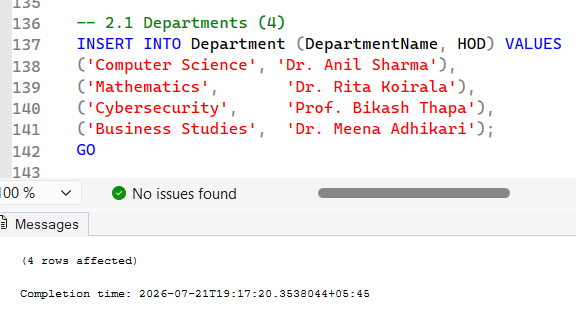 135
136 -- 2.1 Departments (4)
137 INSERT INTO Department (DepartmentName, HOD) VALUES
138 ('Computer Science', 'Dr. Anil Sharma'),
139 ('Mathematics',       'Dr. Rita Koirala'),
140 ('Cybersecurity',     'Prof. Bikash Thapa'),
141 ('Business Studies',  'Dr. Meena Adhikari');
142 GO
143
100 % No issues found
Messages
(4 rows affected)
Completion time: 2026-07-21T19:17:20.3538044+05:45